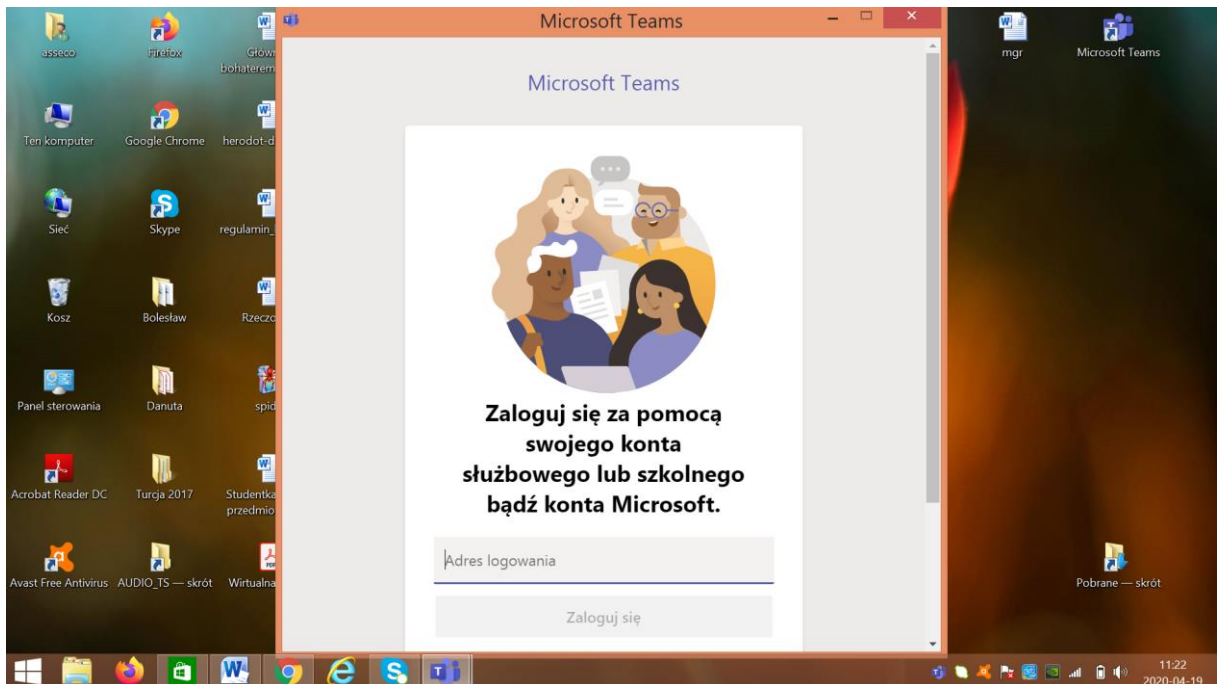 Microsoft Teams
Microsoft Teams
Zaloguj się za pomocą
swojego konta
służbowego lub szkolnego
bądź konta Microsoft.
Adres logowania
Zaloguj się
asseco
Firefox
Główn
bohaterem
Ten komputer
Google Chrome
herodot-d
Sieć
Skype
regulamin_
Kosz
Bolesław
Rzeczo
Panel sterowania
Danuta
spid
Acrobat Reader DC
Turcja 2017
Studentka
przedmio
Avast Free Antivirus
AUDIO_TS — skrót
Wirtualna
mgr
Microsoft Teams
Pobrane — skrót
11:22
2020-04-19